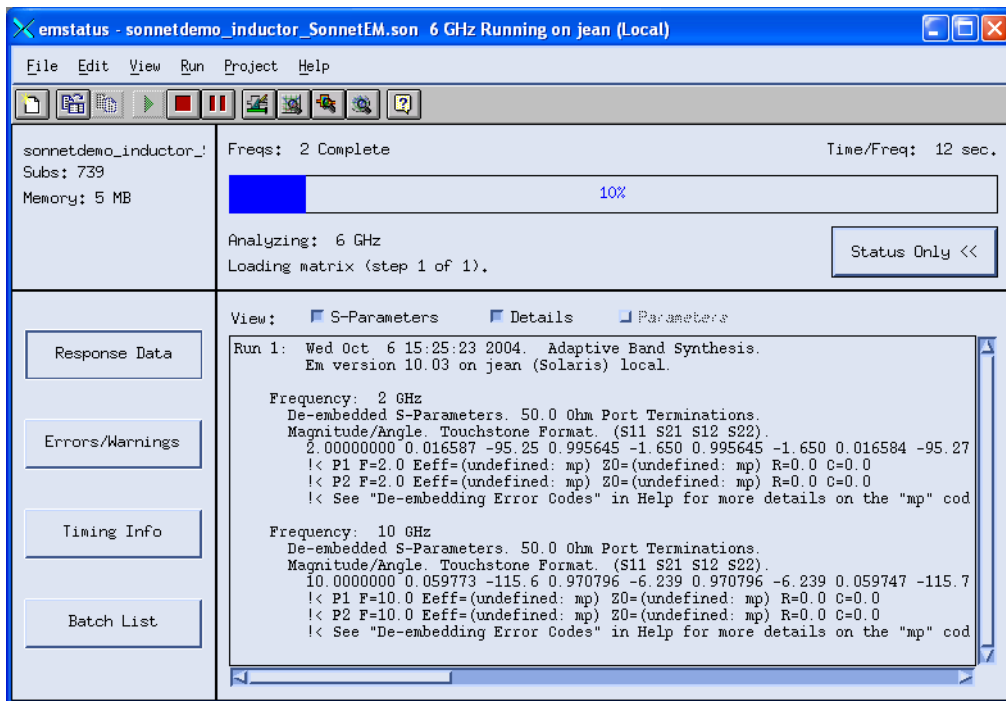 emstatus - sonnetdemo_inductor_SonnetEM.son 6 GHz Running on jean (Local)
File Edit View Run Project Help
sonnetdemo_inductor_
Subs: 739
Memory: 5 MB
Freqs: 2 Complete
Time/Freq: 12 sec.
10%
Analyzing: 6 GHz
Loading matrix (step 1 of 1).
Status Only <<
Response Data
Errors/Warnings
Timing Info
Batch List
View: S-Parameters Details Parameters
Run 1: Wed Oct 6 15:25:23 2004. Adaptive Band Synthesis.
Em version 10.03 on jean (Solaris) local.
Frequency: 2 GHz
De-embedded S-Parameters. 50.0 Ohm Port Terminations.
Magnitude/Angle. Touchstone Format. (S11 S21 S12 S22).
2.00000000 0.016587 -95.25 0.995645 -1.650 0.995645 -1.650 0.016584 -95.27
!< P1 F=2.0 Eeff=(undefined: mp) Z0=(undefined: mp) R=0.0 C=0.0
!< P2 F=2.0 Eeff=(undefined: mp) Z0=(undefined: mp) R=0.0 C=0.0
!< See "De-embedding Error Codes" in Help for more details on the "mp" cod
Frequency: 10 GHz
De-embedded S-Parameters. 50.0 Ohm Port Terminations.
Magnitude/Angle. Touchstone Format. (S11 S21 S12 S22).
10.0000000 0.059773 -115.6 0.970796 -6.239 0.970796 -6.239 0.059747 -115.7
!< P1 F=10.0 Eeff=(undefined: mp) Z0=(undefined: mp) R=0.0 C=0.0
!< P2 F=10.0 Eeff=(undefined: mp) Z0=(undefined: mp) R=0.0 C=0.0
!< See "De-embedding Error Codes" in Help for more details on the "mp" cod